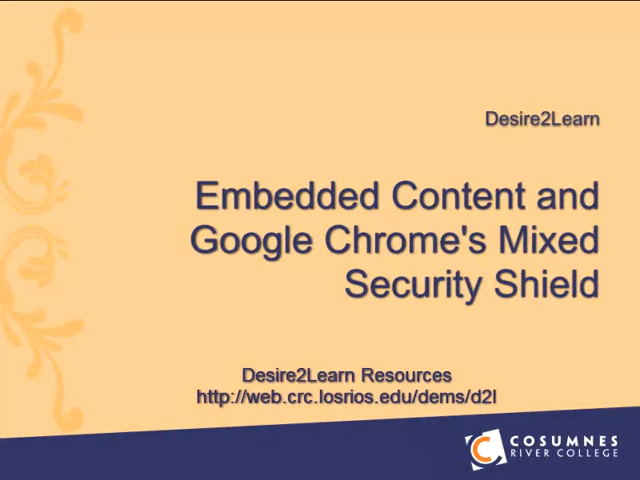 Desire2Learn
Embedded Content and
Google Chrome's Mixed
Security Shield
Desire2Learn Resources
http://web.crc.losrios.edu/dems/d2l
COSUMNES
RIVER COLLEGE